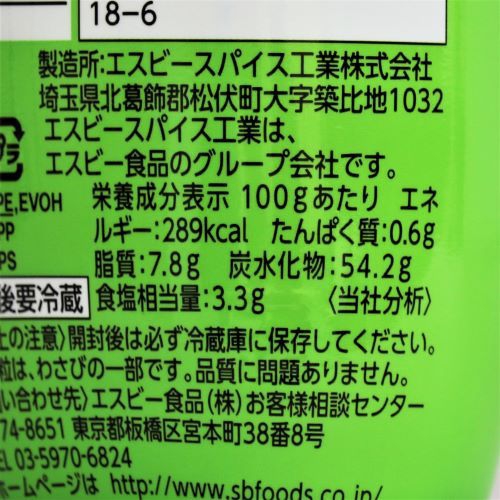 18-6
製造所:エスビースパイス工業株式会社
埼玉県北葛飾郡松伏町大字築比地1032
エスビースパイス工業は、
エスビー食品のグループ会社です。
プラ
PE,EVOH
PP
PS
栄養成分表示 100gあたり エネ
ルギー:289kcal たんぱく質:0.6g
脂質:7.8g 炭水化物:54.2g
食塩相当量:3.3g 〈当社分析〉
後要冷蔵
上の注意〉開封後は必ず冷蔵庫に保存してください。
粒は、わさびの一部です。品質に問題ありません。
い合わせ先〉エスビー食品(株)お客様相談センター
74-8651 東京都板橋区宮本町38番8号
EL 03-5970-6824
ームページは http://www.sbfoods.co.jp/